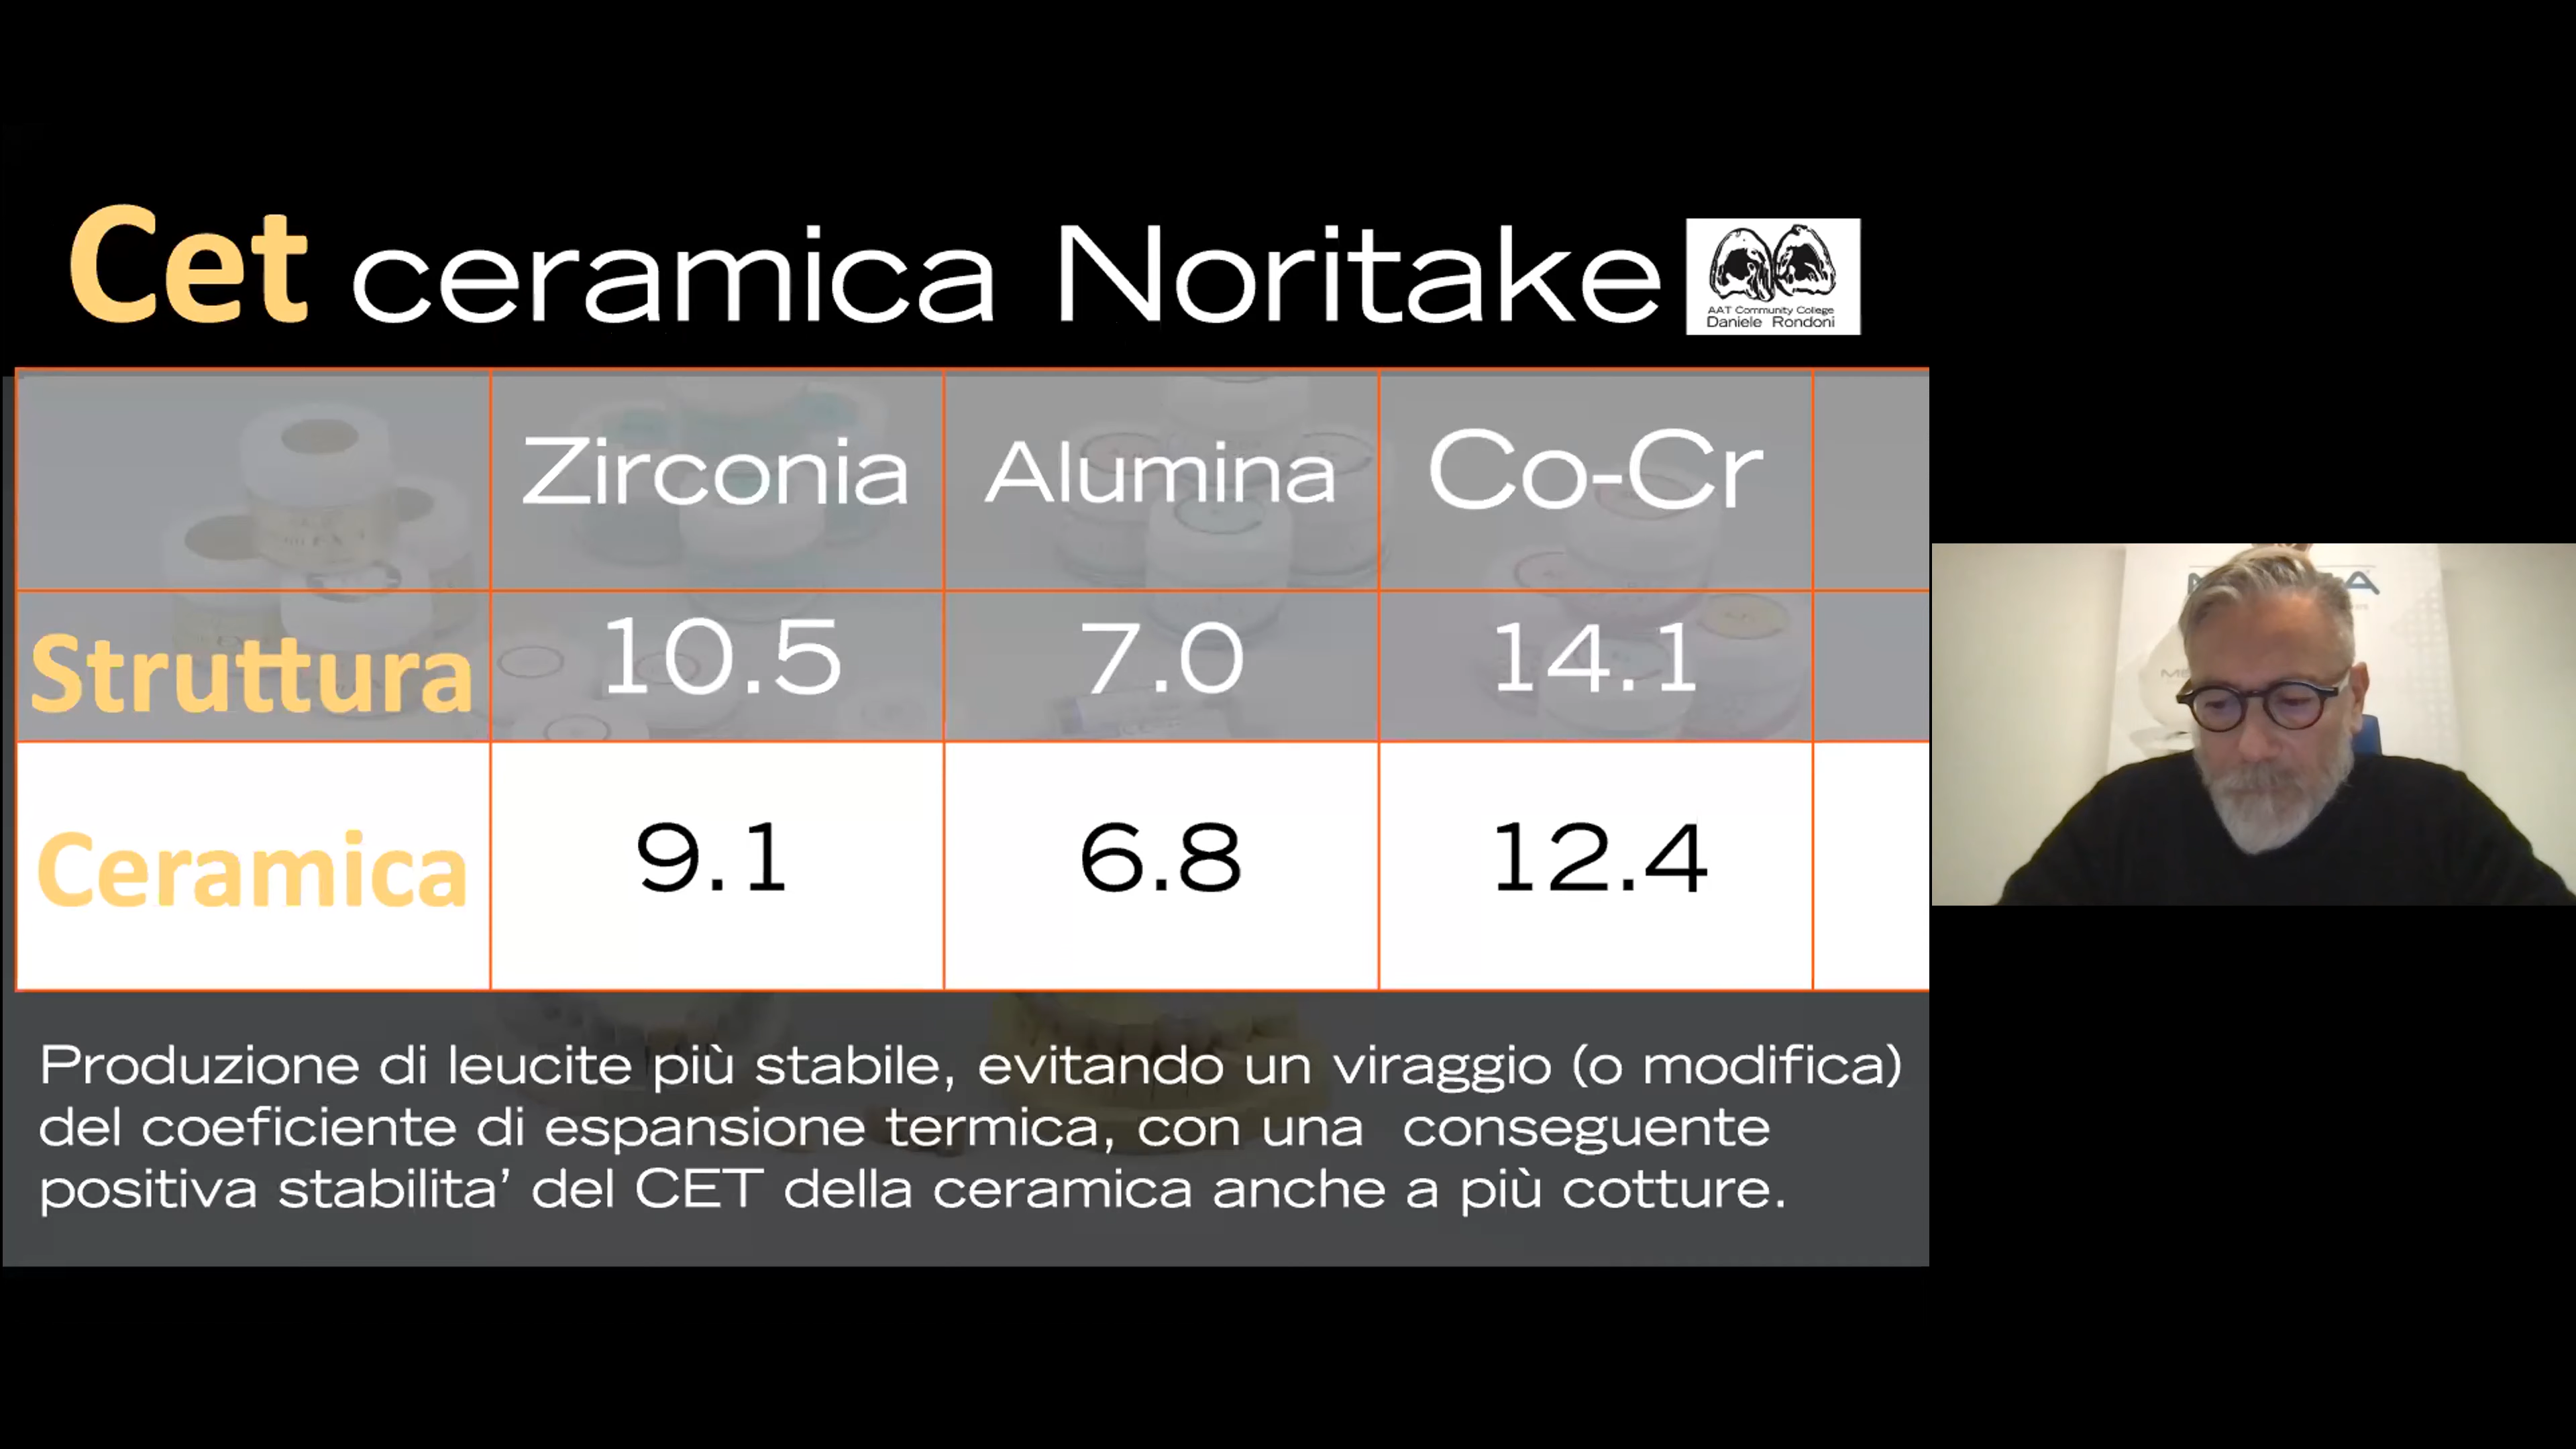 Cet ceramica Noritake
AAT Community College
Daniele Rondoni
Zirconia Alumina Co-Cr
Struttura 10.5 7.0 14.1
Ceramica 9.1 6.8 12.4
Produzione di leucite più stabile, evitando un viraggio (o modifica)
del coeficiente di espansione termica, con una conseguente
positiva stabilita’ del CET della ceramica anche a più cotture.